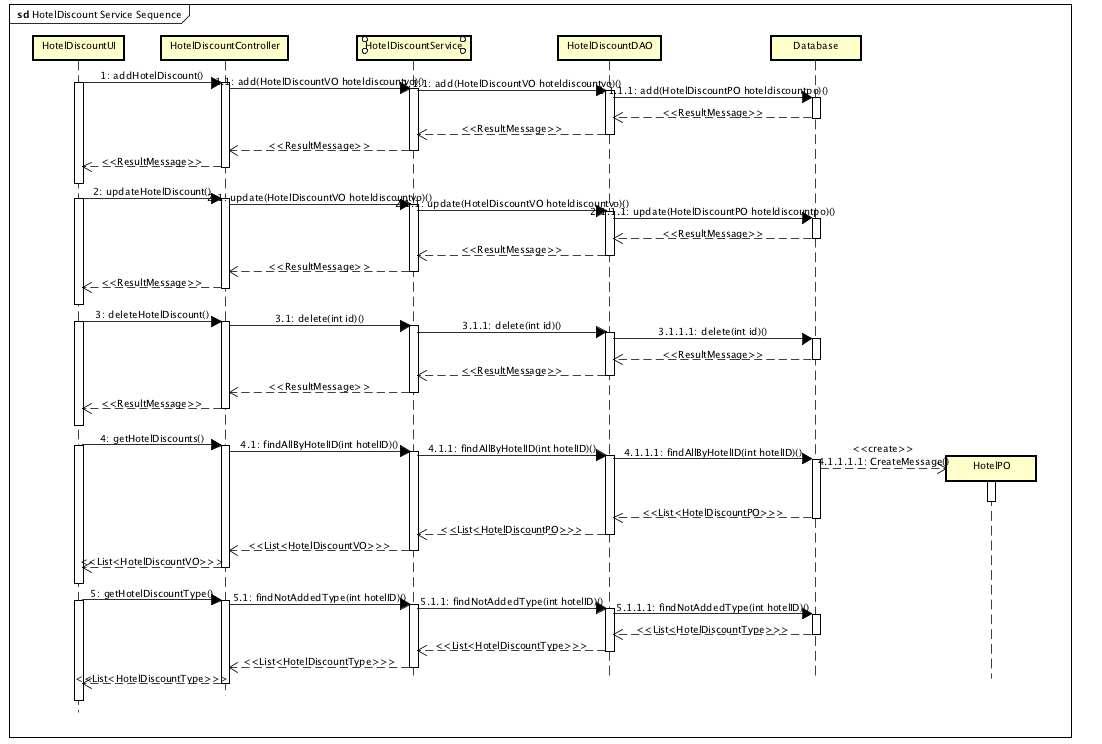 sd HotelDiscount Service Sequence
HotelDiscountUI
HotelDiscountController
HotelDiscountService
HotelDiscountDAO
Database
1: addHotelDiscount()
1.1: add(HotelDiscountVO hoteldiscountvo)()
1.1.1: add(HotelDiscountVO hoteldiscountvo)()
1.1.1.1: add(HotelDiscountPO hoteldiscountpo)()
<<ResultMessage>>
<<ResultMessage>>
<<ResultMessage>>
<<ResultMessage>>
2: updateHotelDiscount()
2.1: update(HotelDiscountVO hoteldiscountvo)()
2.1.1: update(HotelDiscountVO hoteldiscountvo)()
2.1.1.1: update(HotelDiscountPO hoteldiscountpo)()
<<ResultMessage>>
<<ResultMessage>>
<<ResultMessage>>
<<ResultMessage>>
3: deleteHotelDiscount()
3.1: delete(int id)()
3.1.1: delete(int id)()
3.1.1.1: delete(int id)()
<<ResultMessage>>
<<ResultMessage>>
<<ResultMessage>>
<<ResultMessage>>
4: getHotelDiscounts()
4.1: findAllByHotelID(int hotelID)()
4.1.1: findAllByHotelID(int hotelID)()
4.1.1.1: findAllByHotelID(int hotelID)()
<<create>>
4.1.1.1.1: CreateMessage()
HotelPO
<<List<HotelDiscountPO>>>
<<List<HotelDiscountPO>>>
<<List<HotelDiscountVO>>>
<<List<HotelDiscountVO>>>
5: getHotelDiscountType()
5.1: findNotAddedType(int hotelID)()
5.1.1: findNotAddedType(int hotelID)()
5.1.1.1: findNotAddedType(int hotelID)()
<<List<HotelDiscountType>>>
<<List<HotelDiscountType>>>
<<List<HotelDiscountType>>>
<<List<HotelDiscountType>>>